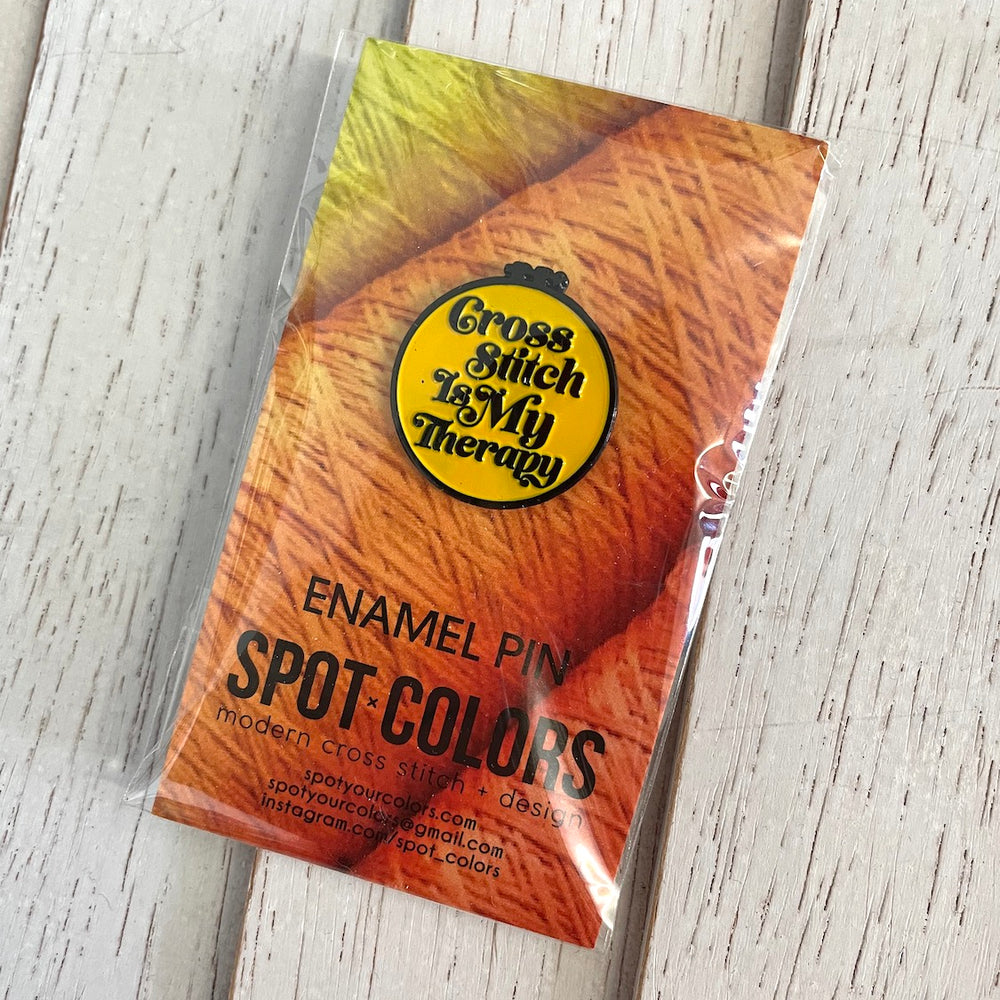 Cross
Stitch
Is My
Therapy
ENAMEL PIN
SPOT×COLORS
modern cross stitch + design
spotyourcolors.com
spotyourcolors@gmail.com
instagram.com/spot_colors